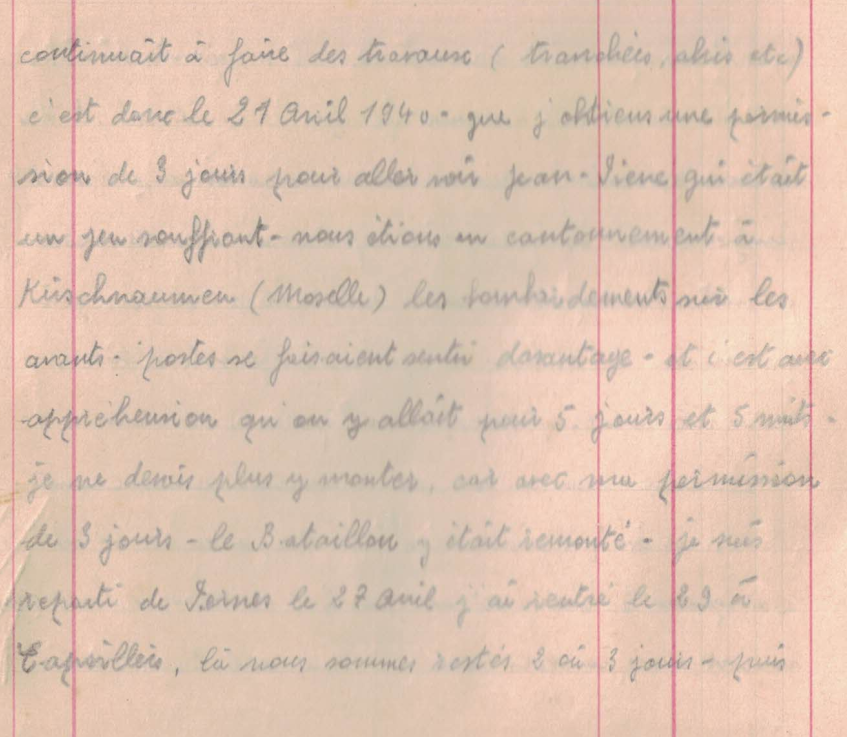 continuait à faire des travaux ( tranchées, abris etc)
c'est donc le 21 Avril 1940 - que j'obtiens une permis-
sion de 3 jours pour aller voir Jean-Pierre qui était
un peu souffrant - nous étions en cantonnement à
Kirschnaumen (Moselle) les bombardements sur les
avants-postes se faisaient sentir davantage - et c'est avec
appréhension qu'on y allait pour 5 jours et 5 nuits -
je ne devais plus y monter, car avec ma permission
de 3 jours - le Bataillon y était remonté - je suis
reparti de Pernes le 27 Avril j'ai rentré le 29 à
là nous sommes restés 2 où 3 jours - puis